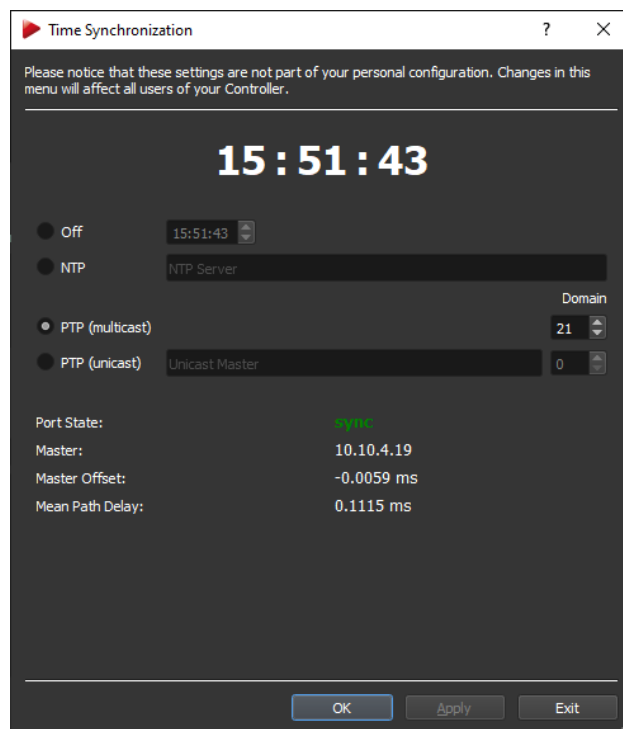 Time Synchronization
?
Please notice that these settings are not part of your personal configuration. Changes in this
menu will affect all users of your Controller.
15 : 51 : 43
Off 15:51:43
NTP NTP Server
Domain
PTP (multicast) 21
PTP (unicast) Unicast Master 0
Port State: sync
Master: 10.10.4.19
Master Offset: -0.0059 ms
Mean Path Delay: 0.1115 ms
OK Apply Exit